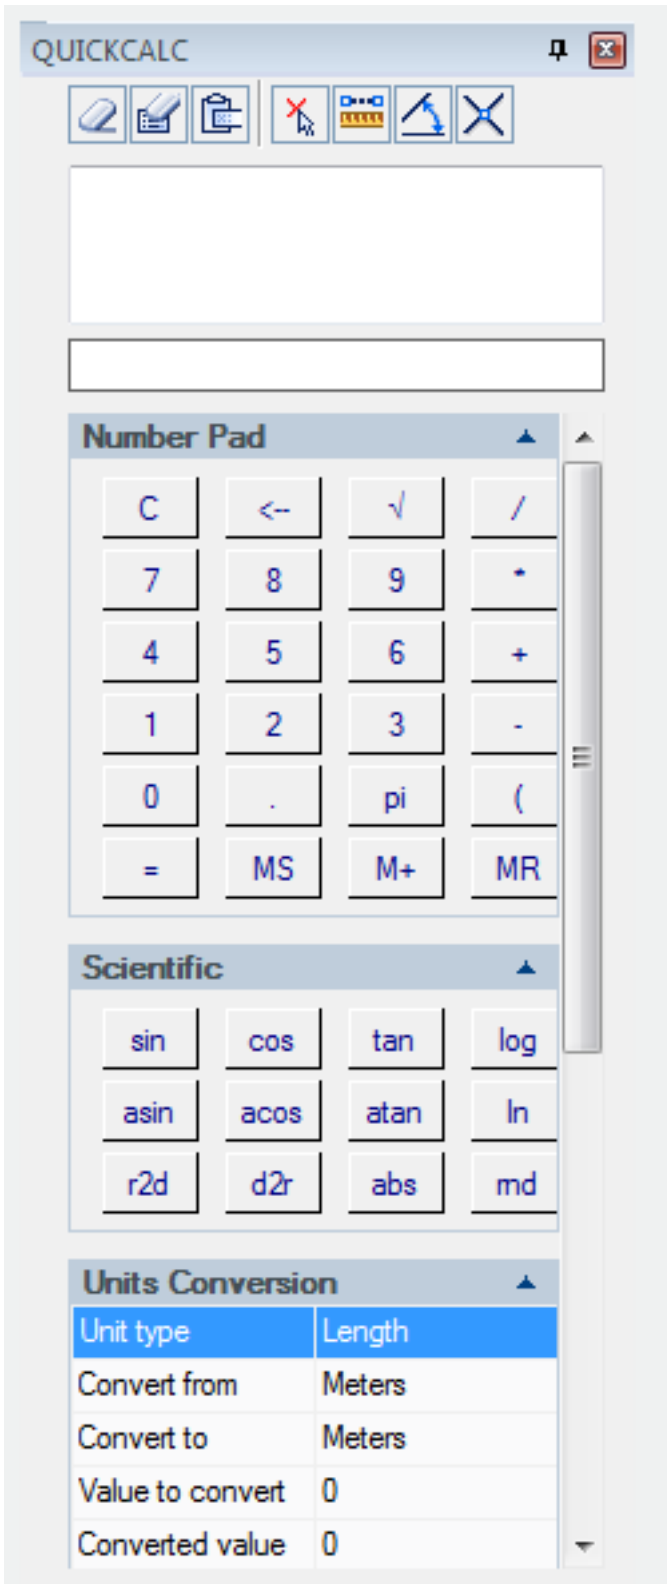 QUICKCALC
Number Pad
C <-- √ /
7 8 9 *
4 5 6 +
1 2 3 -
0 . pi (
= MS M+ MR
Scientific
sin cos tan log
asin acos atan ln
r2d d2r abs rnd
Units Conversion
Unit type Length
Convert from Meters
Convert to Meters
Value to convert 0
Converted value 0